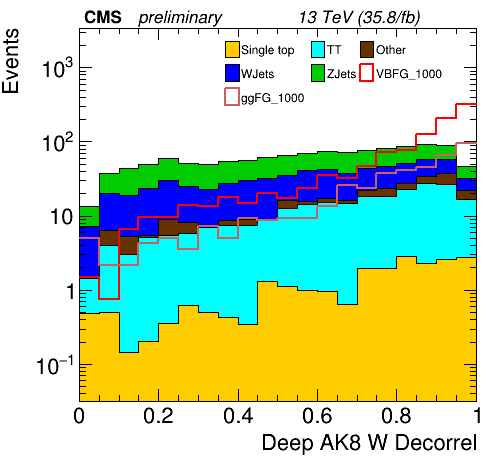 CMS preliminary 13 TeV (35.8/fb)
Events
Single top TT Other
WJets ZJets VBFG_1000
ggFG_1000
10³
10²
10
1
10⁻¹
0 0.2 0.4 0.6 0.8 1
Deep AK8 W Decorrel